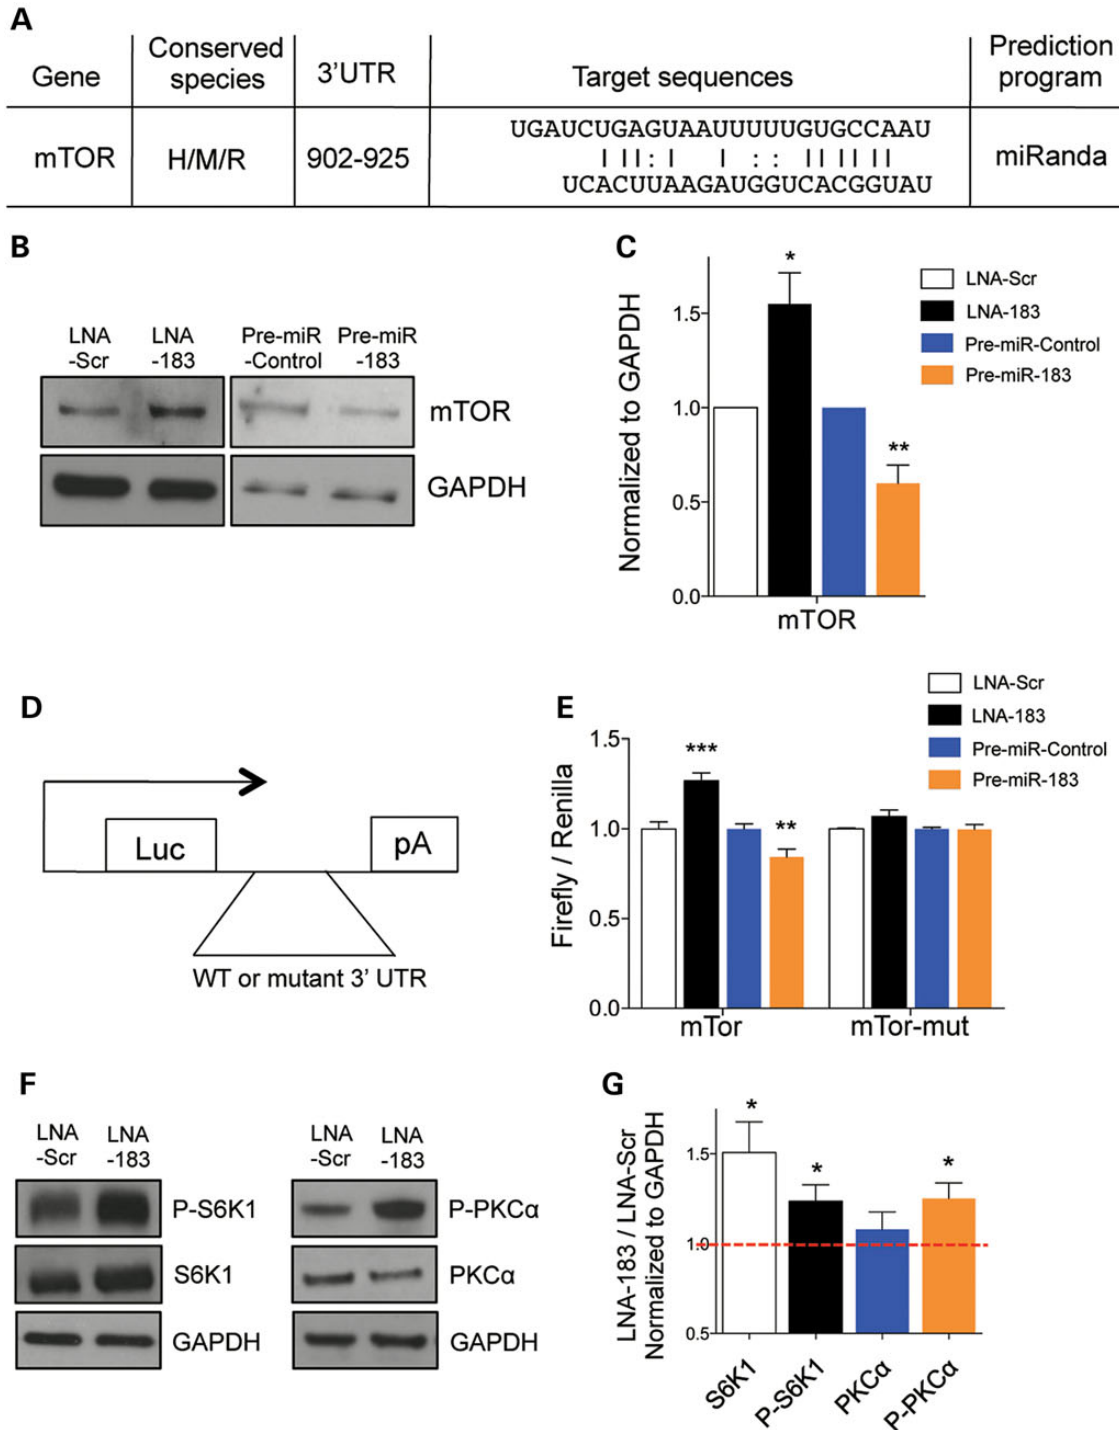 A
Gene
Conserved
species
3'UTR
Target sequences
Prediction
program
mTOR
H/M/R
902-925
UGAUCUGAGUAAUUUUUGUGCCAAU
UCACUUAAGAUGGUCACGGUAU
miRanda
B
LNA
-Scr
LNA
-183
Pre-miR
-Control
Pre-miR
-183
mTOR
GAPDH
C
Normalized to GAPDH
1.5
1.0
0.5
0.0
*
**
mTOR
LNA-Scr
LNA-183
Pre-miR-Control
Pre-miR-183
D
Luc
pA
WT or mutant 3' UTR
E
Firefly / Renilla
1.5
1.0
0.5
0.0
***
**
mTor
mTor-mut
LNA-Scr
LNA-183
Pre-miR-Control
Pre-miR-183
F
LNA
-Scr
LNA
-183
P-S6K1
S6K1
GAPDH
LNA
-Scr
LNA
-183
P-PKCα
PKCα
GAPDH
G
LNA-183 / LNA-Scr
Normalized to GAPDH
1.5
1.0
0.5
*
*
*
S6K1
P-S6K1
PKCα
P-PKCα